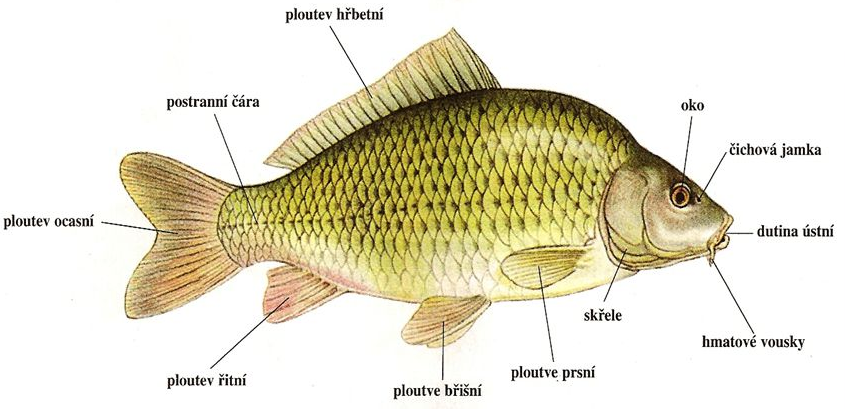 ploutev hřbetní
postranní čára
oko
čichová jamka
ploutev ocasní
dutina ústní
skřele
hmatové vousky
ploutev řitní
ploutve břišní
ploutve prsní